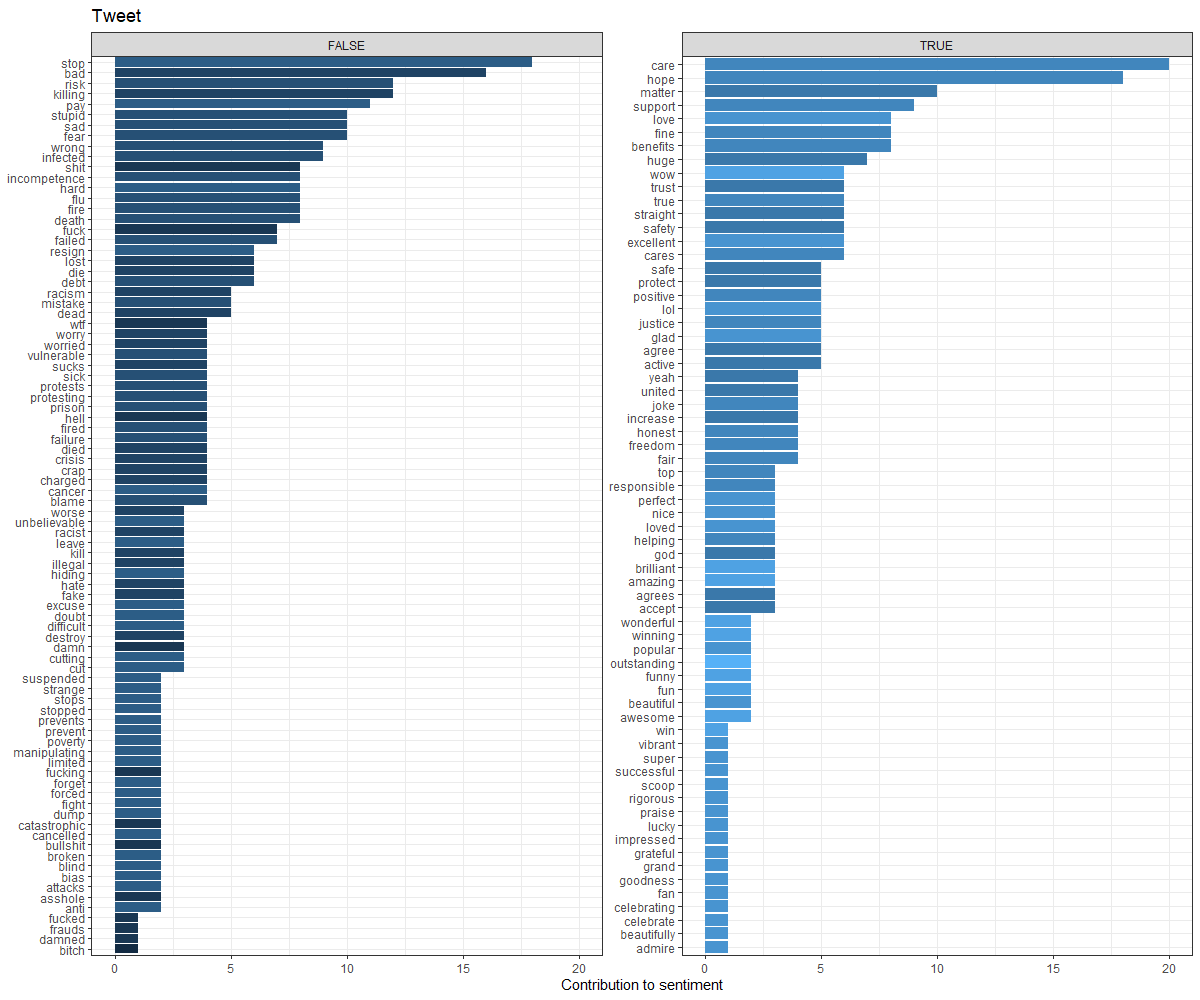 Tweet
FALSE
stop
bad
risk
killing
pay
stupid
sad
fear
wrong
infected
shit
incompetence
hard
flu
fire
death
fuck
failed
resign
lost
die
debt
racism
mistake
dead
wtf
worry
worried
vulnerable
sucks
sick
protests
protesting
prison
hell
fired
failure
died
crisis
crap
charged
cancer
blame
worse
unbelievable
racist
leave
kill
illegal
hiding
hate
fake
excuse
doubt
difficult
destroy
damn
cutting
cut
suspended
strange
stops
stopped
prevents
prevent
poverty
manipulating
limited
fucking
forget
forced
fight
dump
catastrophic
cancelled
bullshit
broken
blind
bias
attacks
asshole
anti
fucked
frauds
damned
bitch
0 5 10 15 20
TRUE
care
hope
matter
support
love
fine
benefits
huge
wow
trust
true
straight
safety
excellent
cares
safe
protect
positive
lol
justice
glad
agree
active
yeah
united
joke
increase
honest
freedom
fair
top
responsible
perfect
nice
loved
helping
god
brilliant
amazing
agrees
accept
wonderful
winning
popular
outstanding
funny
fun
beautiful
awesome
win
vibrant
super
successful
scoop
rigorous
praise
lucky
impressed
grateful
grand
goodness
fan
celebrating
celebrate
beautifully
admire
0 5 10 15 20
Contribution to sentiment